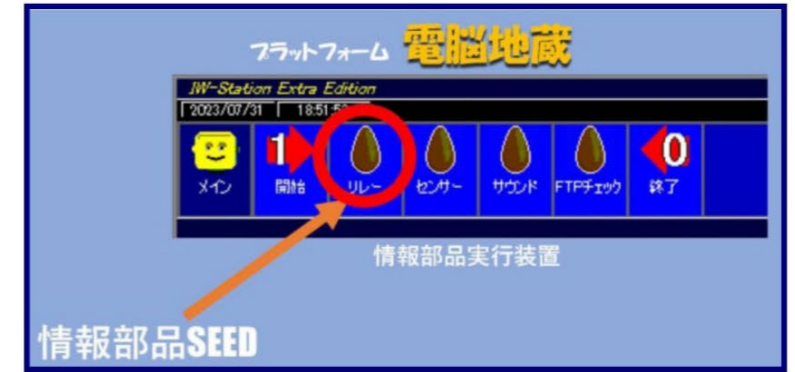 プラットフォーム 電脳地蔵
JW-Station Extra Edition
2023/07/31 18:51:5
1 0
メイン 開始 リレー センサー サウンド FTPチェック 終了
情報部品実行装置
情報部品SEED